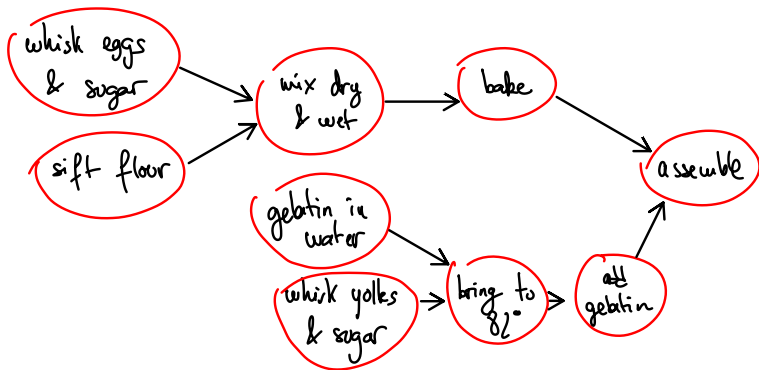 whisk eggs
& sugar
sift flour
mix dry
& wet
bake
assemble
gelatin in
water
whisk yolks
& sugar
bring to
82°
add
gelatin